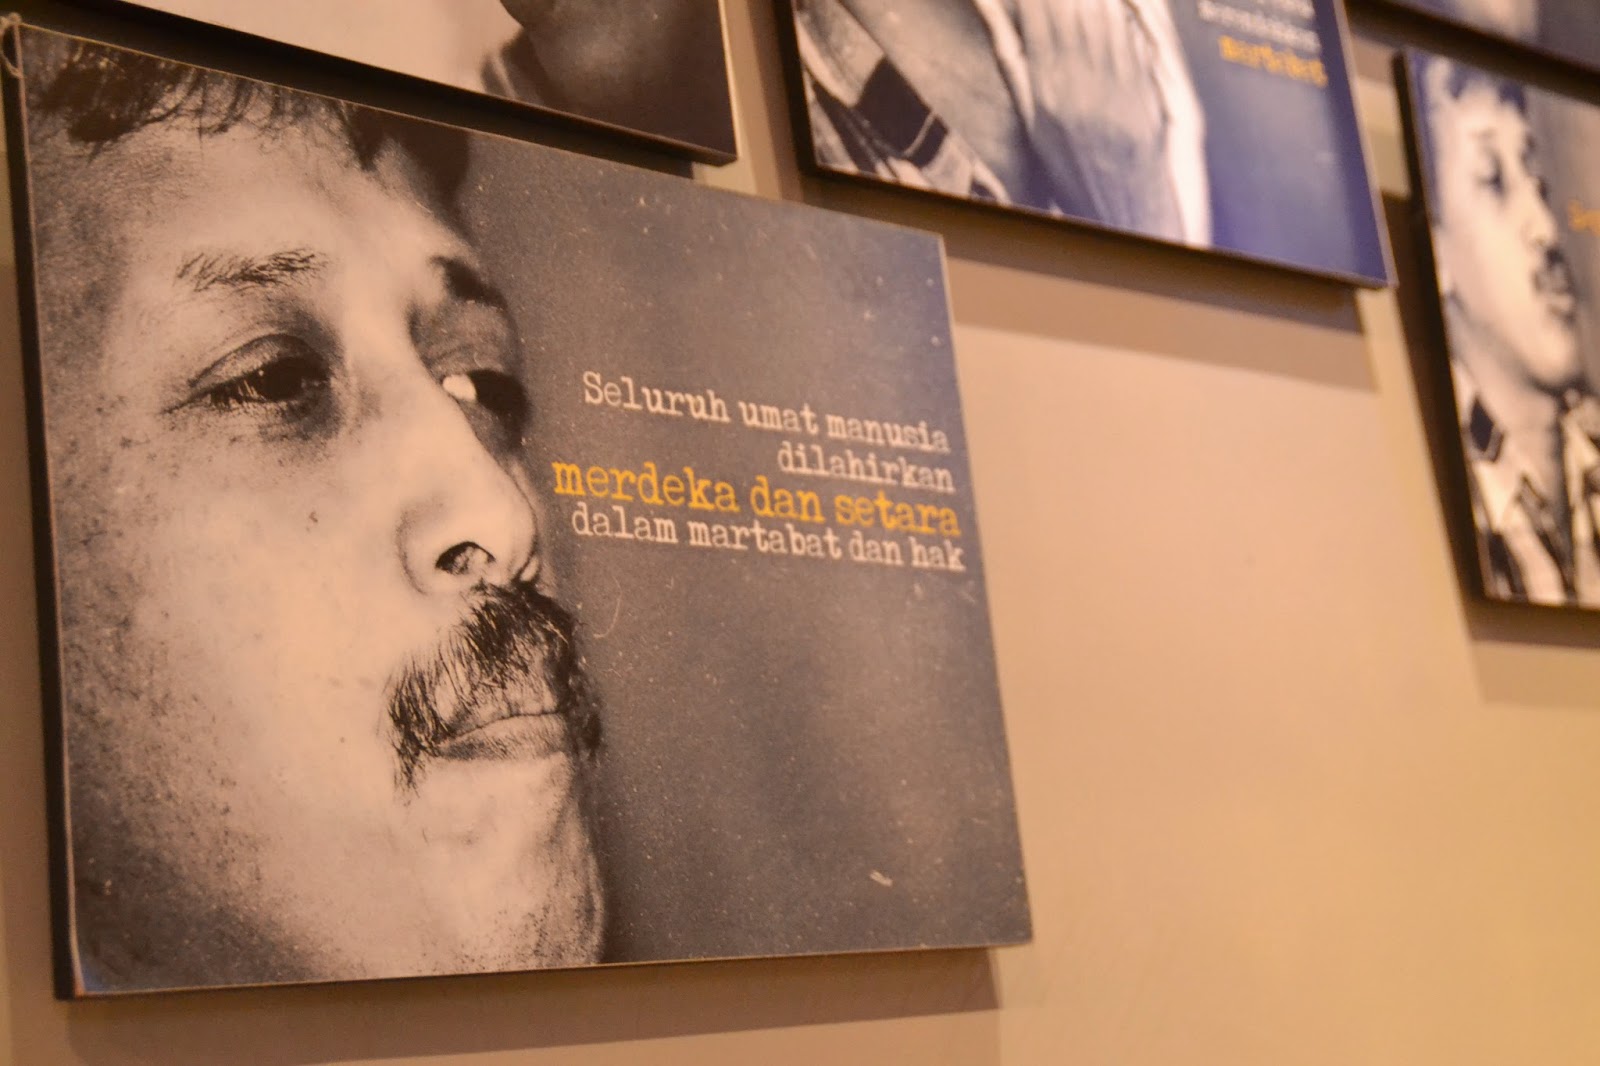 Seluruh umat manusia
dilahirkan
merdeka dan setara
dalam martabat dan hak